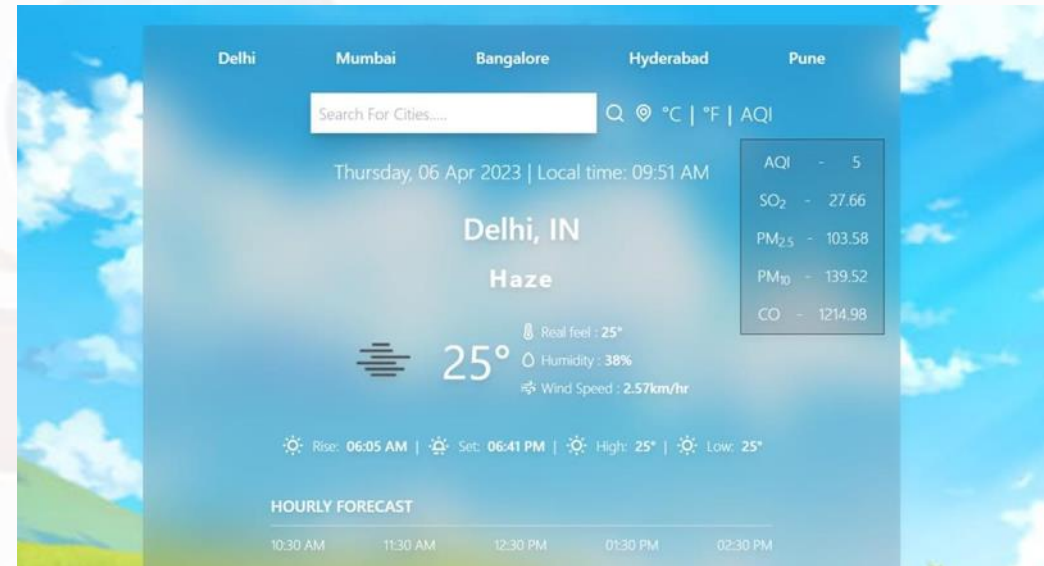 Delhi Mumbai Bangalore Hyderabad Pune
Search For Cities.....
°C | °F | AQI
Thursday, 06 Apr 2023 | Local time: 09:51 AM
AQI - 5
SO₂ - 27.66
PM₂.₅ - 103.58
PM₁₀ - 139.52
CO - 1214.98
Delhi, IN
Haze
25°
Real feel : 25°
Humidity : 38%
Wind Speed : 2.57km/hr
Rise: 06:05 AM | Set: 06:41 PM | High: 25° | Low: 25°
HOURLY FORECAST
10:30 AM 11:30 AM 12:30 PM 01:30 PM 02:30 PM